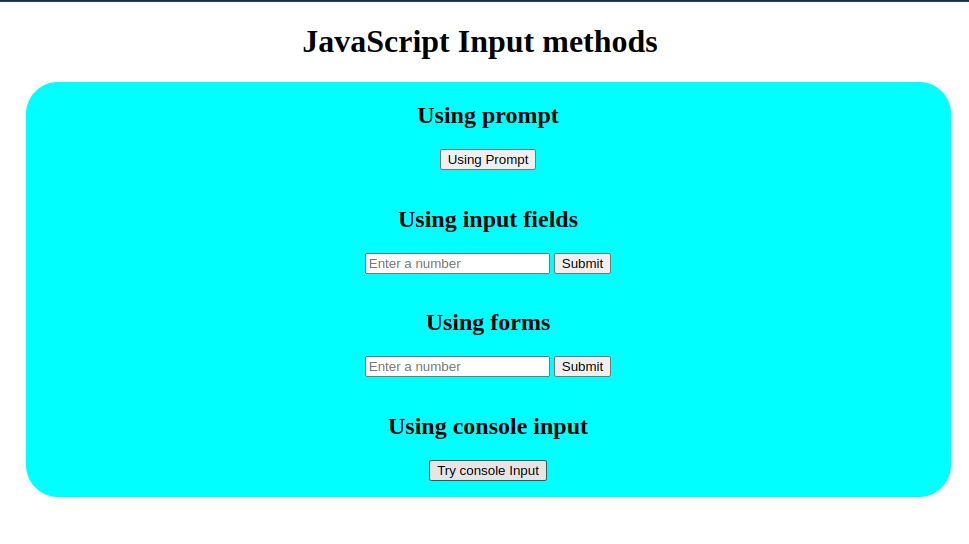 JavaScript Input methods
Using prompt
Using Prompt
Using input fields
Enter a number Submit
Using forms
Enter a number Submit
Using console input
Try console Input